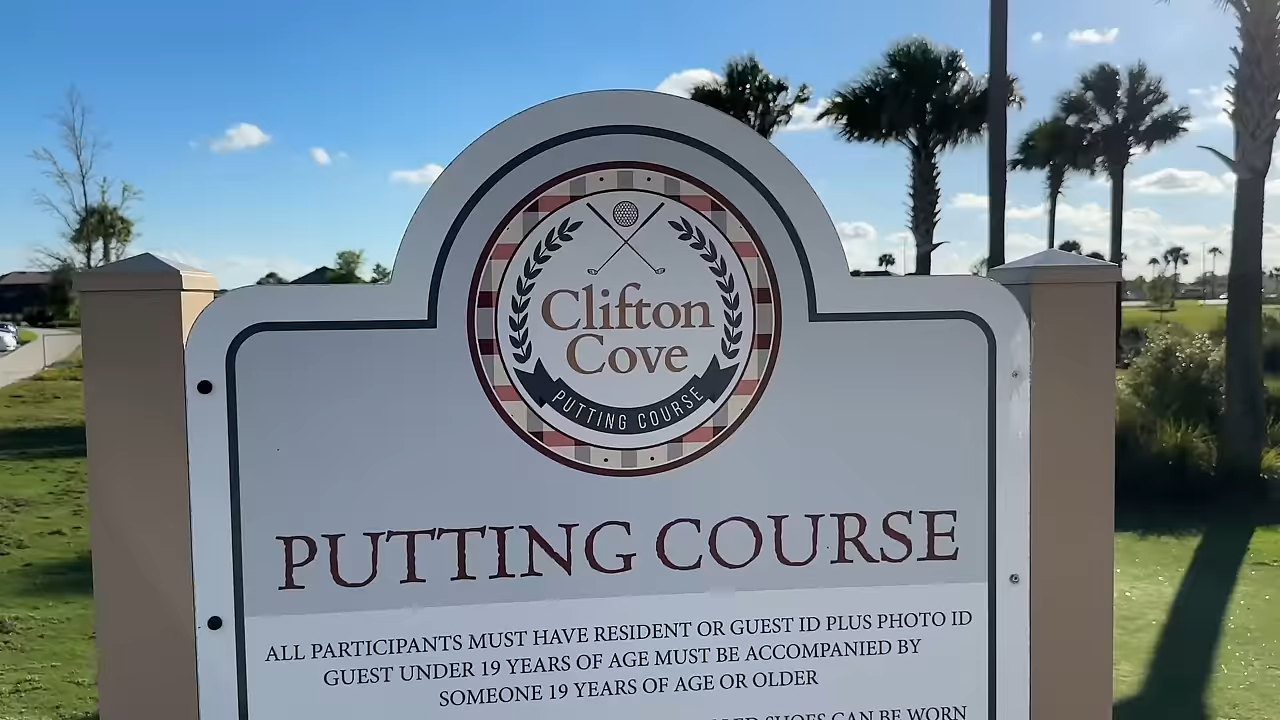 Clifton
Cove
PUTTING COURSE
PUTTING COURSE
ALL PARTICIPANTS MUST HAVE RESIDENT OR GUEST ID PLUS PHOTO ID
GUEST UNDER 19 YEARS OF AGE MUST BE ACCOMPANIED BY
SOMEONE 19 YEARS OF AGE OR OLDER
SHOES CAN BE WORN